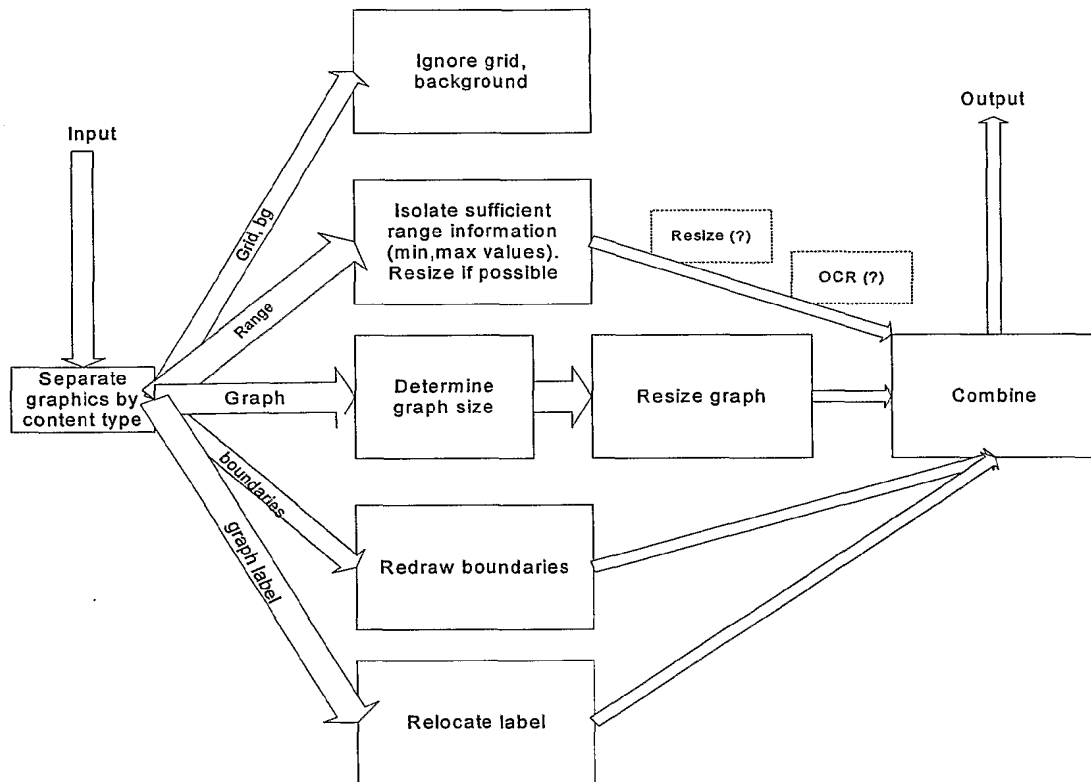 Ignore grid,
background
Output
Input
Grid, bg
Isolate sufficient
range information
(min,max values).
Resize if possible
Resize (?)
OCR (?)
Range
Separate
graphics by
content type
Graph
Determine
graph size
Resize graph
Combine
boundaries
graph label
Redraw boundaries
Relocate label